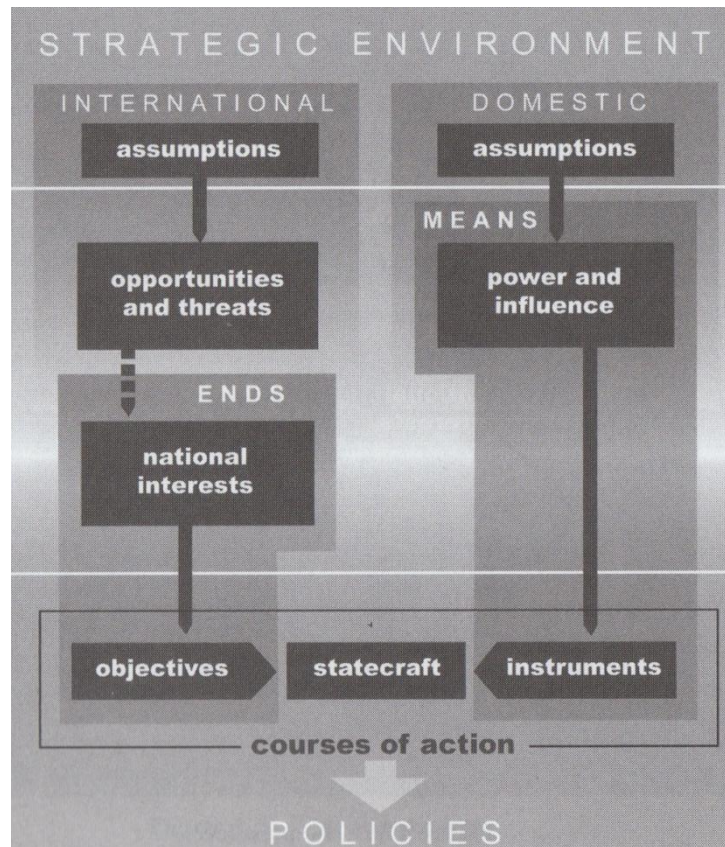 STRATEGIC ENVIRONMENT
INTERNATIONAL
assumptions
opportunities
and threats
ENDS
national
interests
objectives
DOMESTIC
assumptions
MEANS
power and
influence
instruments
statecraft
courses of action
POLICIES